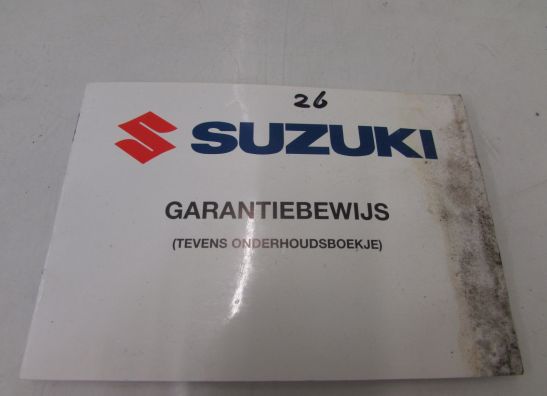 26
SUZUKI
GARANTIEBEWIJS
(TEVENS ONDERHOUDSBOEKJE)